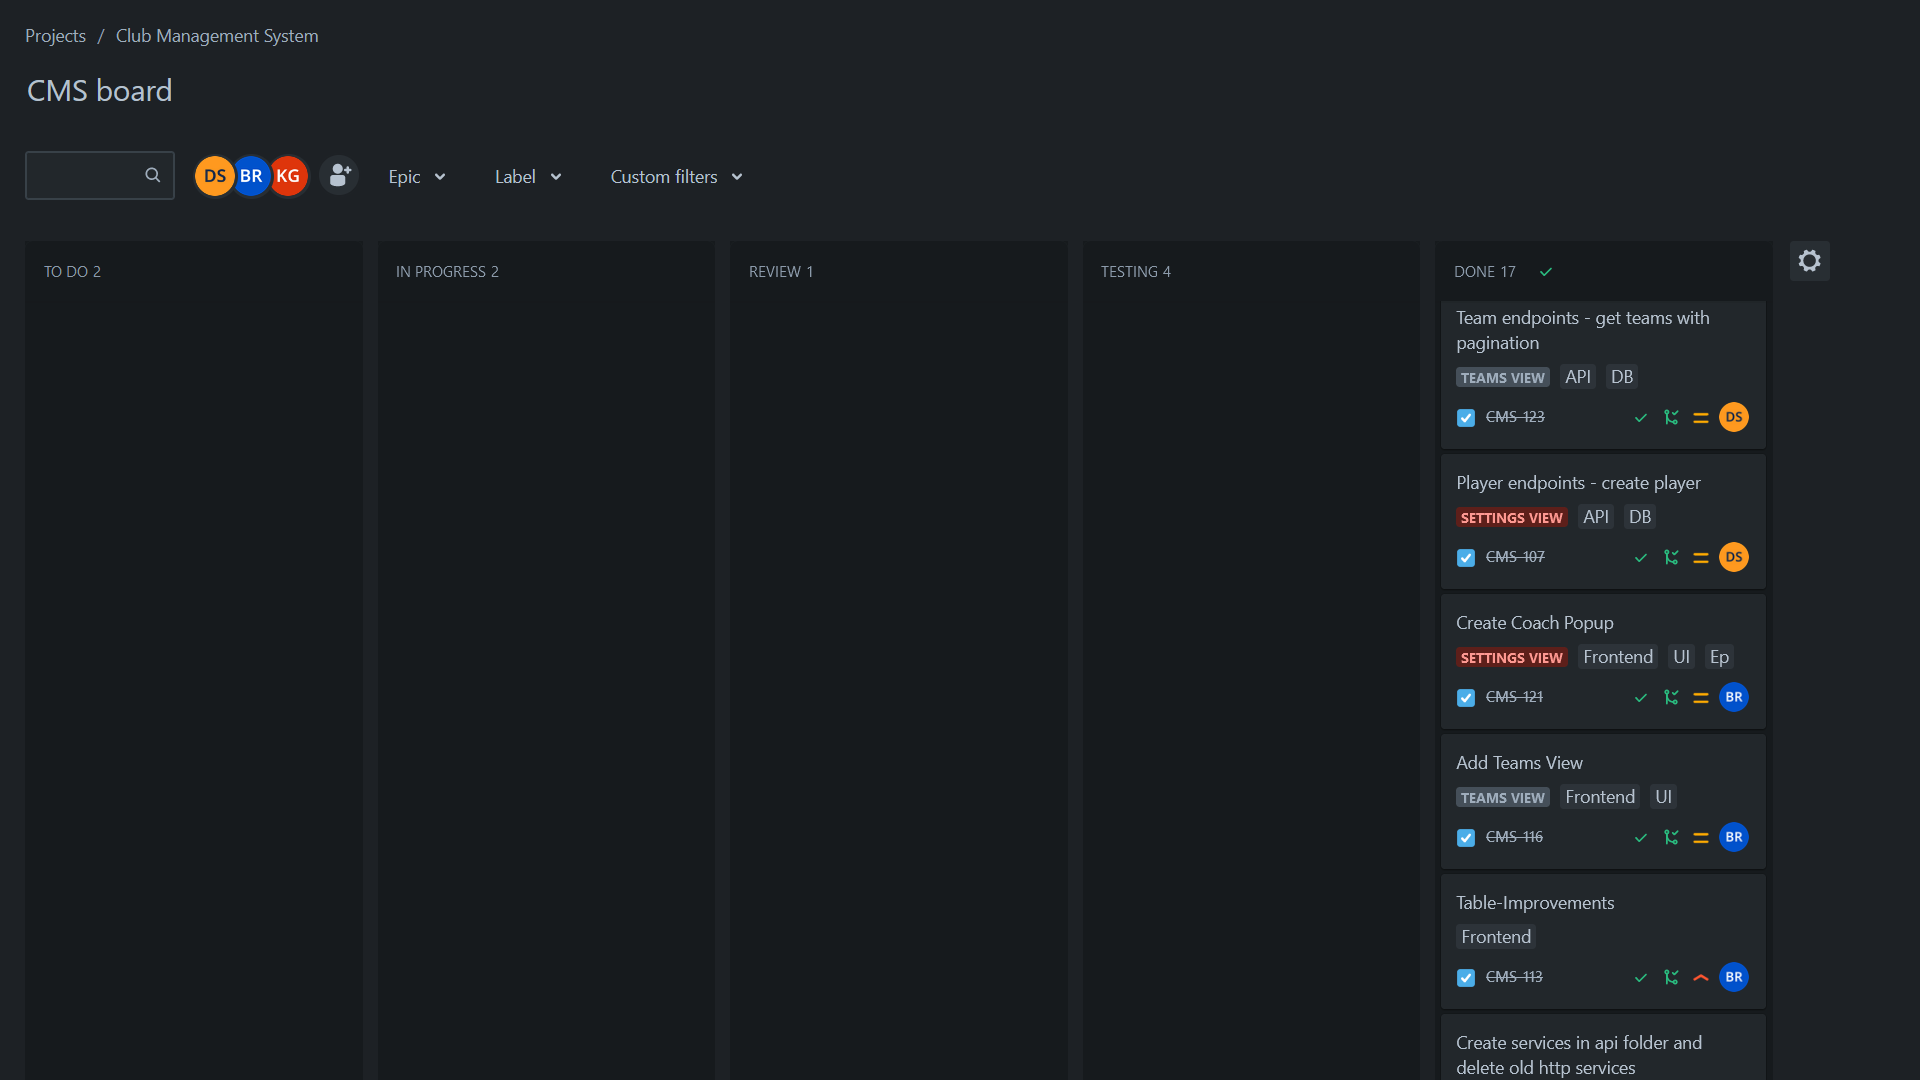 Projects / Club Management System
CMS board
DS BR KG Epic Label Custom filters
TO DO 2
IN PROGRESS 2
REVIEW 1
TESTING 4
DONE 17
Team endpoints - get teams with
pagination
TEAMS VIEW API DB
CMS-123 DS
Player endpoints - create player
SETTINGS VIEW API DB
CMS-107 DS
Create Coach Popup
SETTINGS VIEW Frontend UI Ep
CMS-121 BR
Add Teams View
TEAMS VIEW Frontend UI
CMS-116 BR
Table-Improvements
Frontend
CMS-113 BR
Create services in api folder and
delete old http services